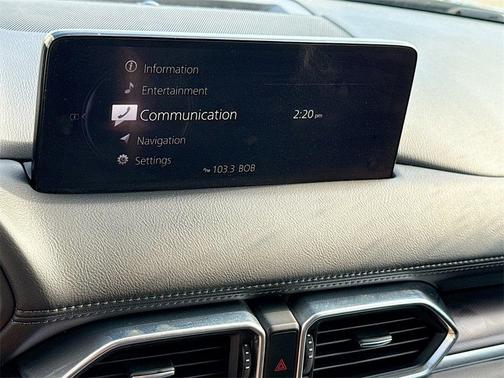 Information
Entertainment
Communication
2:20 pm
Navigation
Settings
103.3 BOB